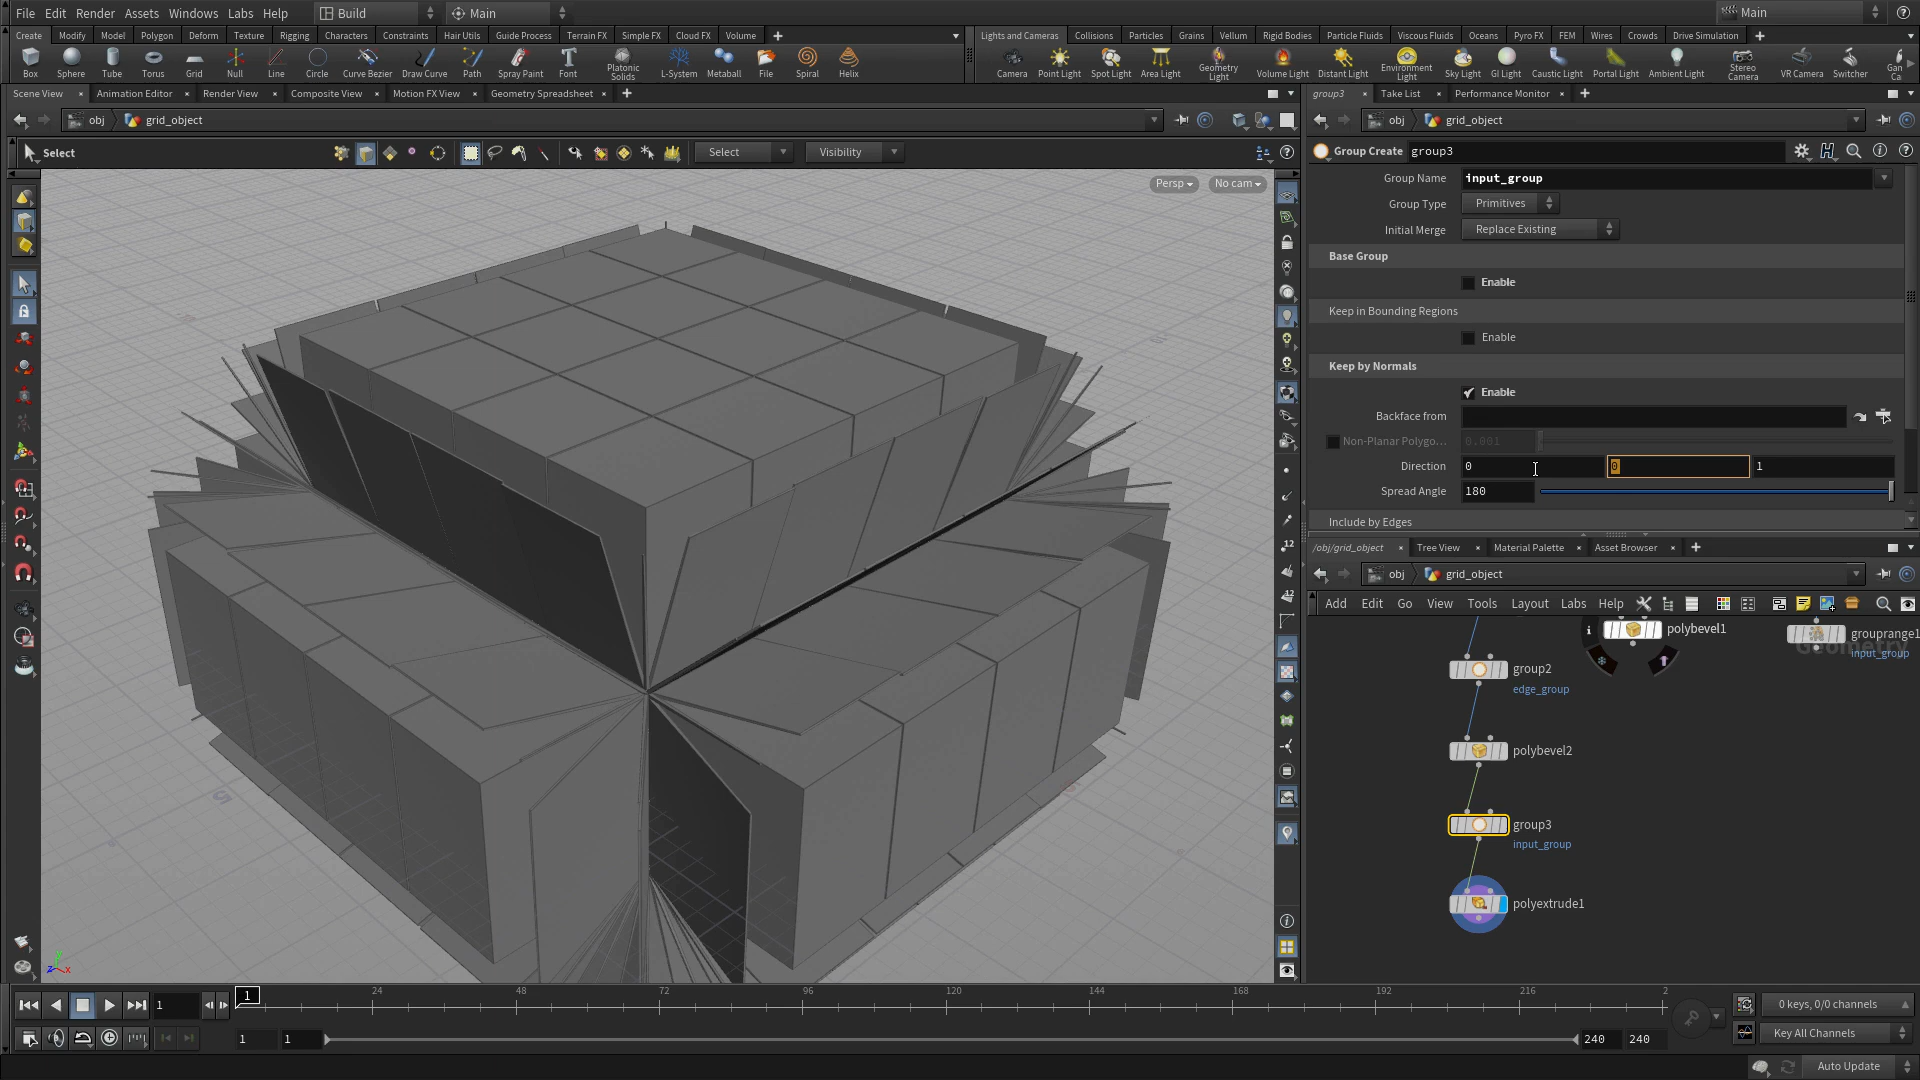 File Edit Render Assets Windows Labs Help Build Main Main
Create Modify Model Polygon Deform Texture Rigging Characters Constraints Hair Utils Guide Process Terrain FX Simple FX Cloud FX Volume
Lights and Cameras Collisions Particles Grains Vellum Rigid Bodies Particle Fluids Viscous Fluids Oceans Pyro FX FEM Wires Crowds Drive Simulation
Box Sphere Tube Torus Grid Null Line Circle Curve Bezier Draw Curve Path Spray Paint Font Platonic Solids L-System Metaball File Spiral Helix
Camera Point Light Spot Light Area Light Geometry Light Volume Light Distant Light Environment Light Sky Light GI Light Caustic Light Portal Light Ambient Light Stereo Camera VR Camera Switcher Gan Ca
Scene View Animation Editor Render View Composite View Motion FX View Geometry Spreadsheet
group3 Take List Performance Monitor
obj grid_object
obj grid_object
Select Select Visibility
Persp No cam
Group Create group3
Group Name input_group
Group Type Primitives
Initial Merge Replace Existing
Base Group
Enable
Keep in Bounding Regions
Enable
Keep by Normals
Enable
Backface from
Non-Planar Polygo... 0.001
Direction 0 0 1
Spread Angle 180
Include by Edges
/obj/grid_object Tree View Material Palette Asset Browser
obj grid_object
Add Edit Go View Tools Layout Labs Help
polybevel1
grouprange1
input_group
Geometry
group2
edge_group
polybevel2
group3
input_group
polyextrude1
5
y
z x
1 1 24 48 72 96 120 144 168 192 216 2
0 keys, 0/0 channels
1 1 240 240 Key All Channels
Auto Update